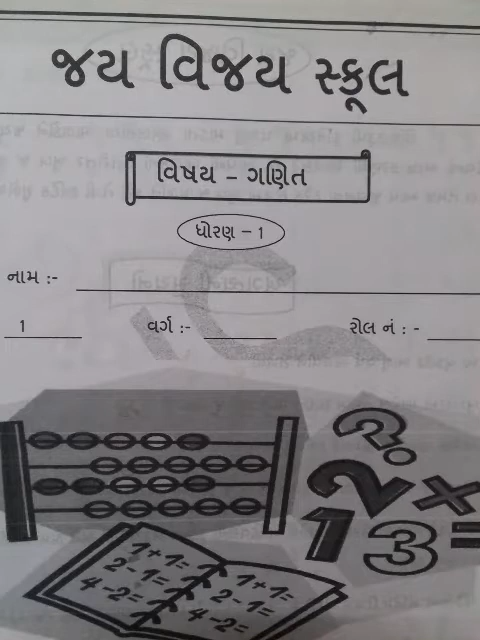 જય વિજય સ્કૂલ
વિષય – ગણિત
ધોરણ – 1
નામ :-
1 વર્ગ :- રોલ નં : -
?
2 ×
1 3 =
1+1= 1+1=
2-1= 2-1=
4-2= 4-2=